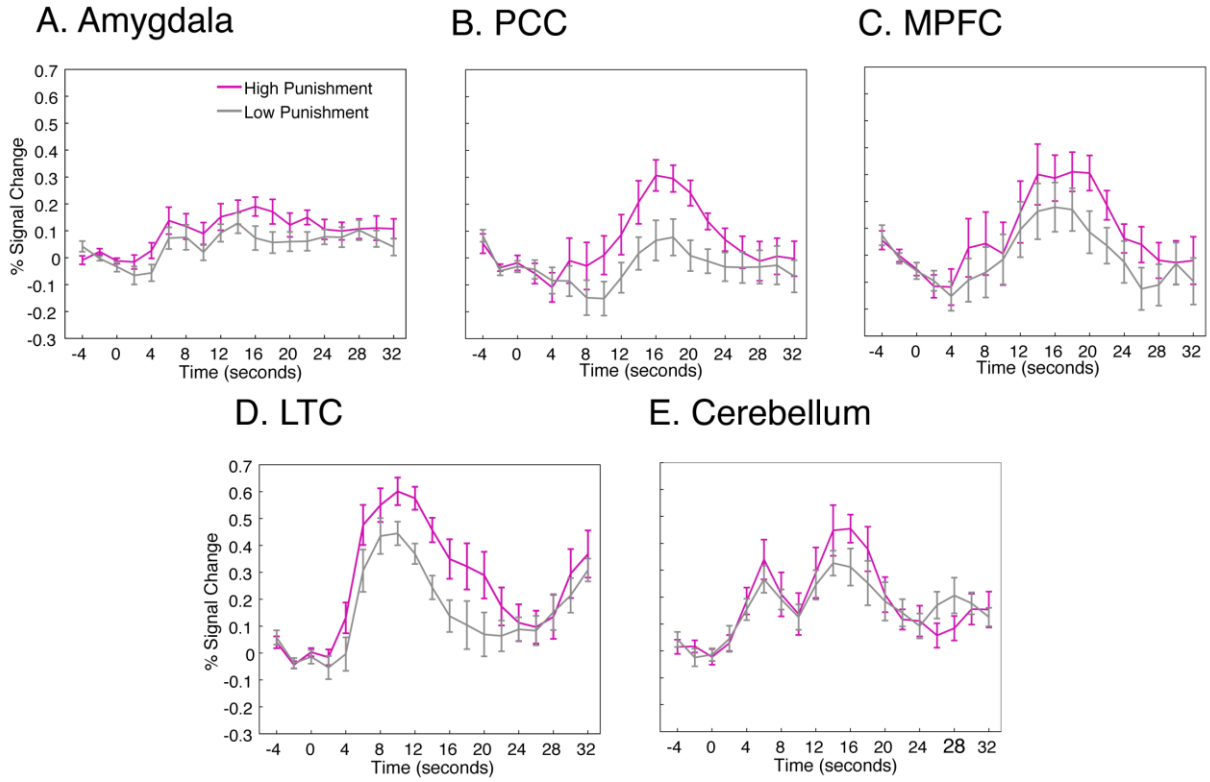 A. Amygdala
B. PCC
C. MPFC
% Signal Change
0.7
0.6
0.5
0.4
0.3
0.2
0.1
0
-0.1
-0.2
-0.3
High Punishment
Low Punishment
-4 0 4 8 12 16 20 24 28 32
Time (seconds)
-4 0 4 8 12 16 20 24 28 32
Time (seconds)
-4 0 4 8 12 16 20 24 28 32
Time (seconds)
D. LTC
E. Cerebellum
% Signal Change
0.7
0.6
0.5
0.4
0.3
0.2
0.1
0
-0.1
-0.2
-0.3
-4 0 4 8 12 16 20 24 28 32
Time (seconds)
-4 0 4 8 12 16 20 24 28 32
Time (seconds)